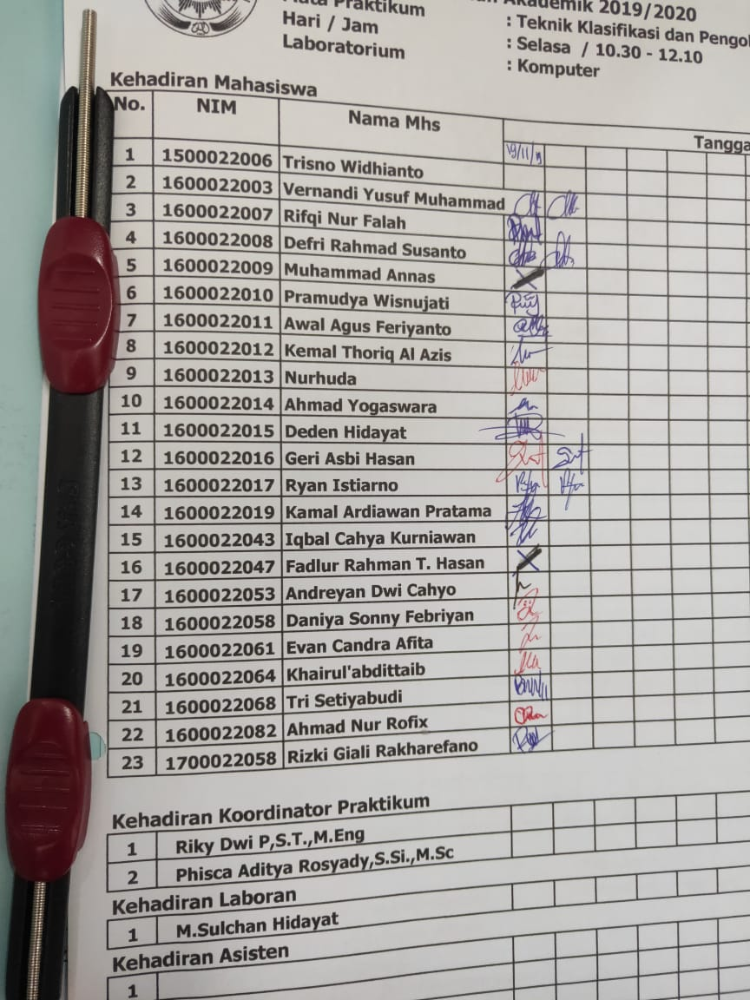 Praktikum
Akademik 2019/2020
Hari / Jam : Teknik Klasifikasi dan
Laboratorium : Selasa / 10.30 - 12.10
: Komputer
Kehadiran Mahasiswa
No. NIM Nama Mhs
19/11/19
1 1500022006 Trisno Widhianto
2 1600022003 Vernandi Yusuf Muhammad
3 1600022007 Rifqi Nur Falah
4 1600022008 Defri Rahmad Susanto
5 1600022009 Muhammad Annas
6 1600022010 Pramudya Wisnujati
7 1600022011 Awal Agus Feriyanto
8 1600022012 Kemal Thoriq Al Azis
9 1600022013 Nurhuda
10 1600022014 Ahmad Yogaswara
11 1600022015 Deden Hidayat
12 1600022016 Geri Asbi Hasan
13 1600022017 Ryan Istiarno
14 1600022019 Kamal Ardiawan Pratama
15 1600022043 Iqbal Cahya Kurniawan
16 1600022047 Fadlur Rahman T. Hasan
17 1600022053 Andreyan Dwi Cahyo
18 1600022058 Daniya Sonny Febriyan
19 1600022061 Evan Candra Afita
20 1600022064 Khairul'abdittaib
21 1600022068 Tri Setiyabudi
22 1600022082 Ahmad Nur Rofix
23 1700022058 Rizki Giali Rakharefano
Kehadiran Koordinator Praktikum
1 Riky Dwi P,S.T.,M.Eng
2 Phisca Aditya Rosyady,S.Si.,M.Sc
Kehadiran Laboran
1 M.Sulchan Hidayat
Kehadiran Asisten
1